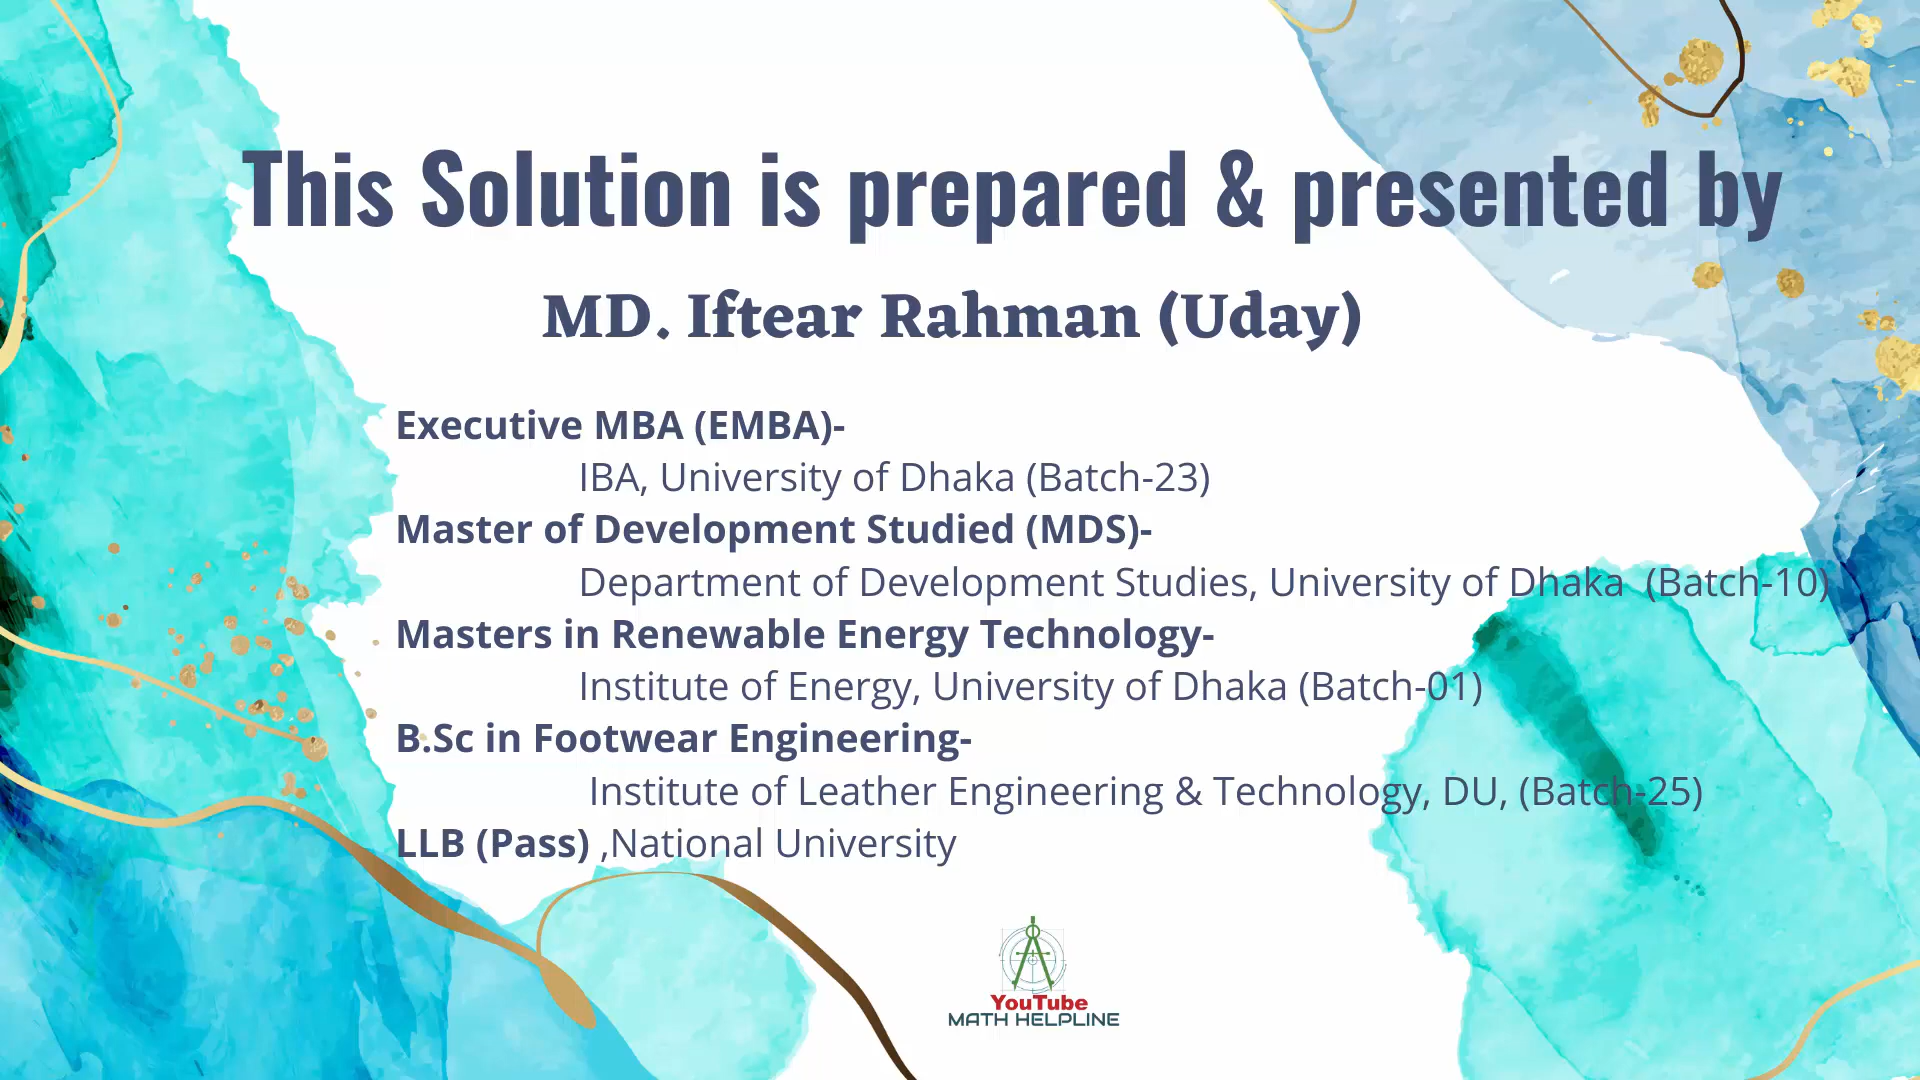 This Solution is prepared & presented by
MD. Iftear Rahman (Uday)
Executive MBA (EMBA)-
IBA, University of Dhaka (Batch-23)
Master of Development Studied (MDS)-
Department of Development Studies, University of Dhaka (Batch-10)
Masters in Renewable Energy Technology-
Institute of Energy, University of Dhaka (Batch-01)
B.Sc in Footwear Engineering-
Institute of Leather Engineering & Technology, DU, (Batch-25)
LLB (Pass) ,National University
YouTube
MATH HELPLINE